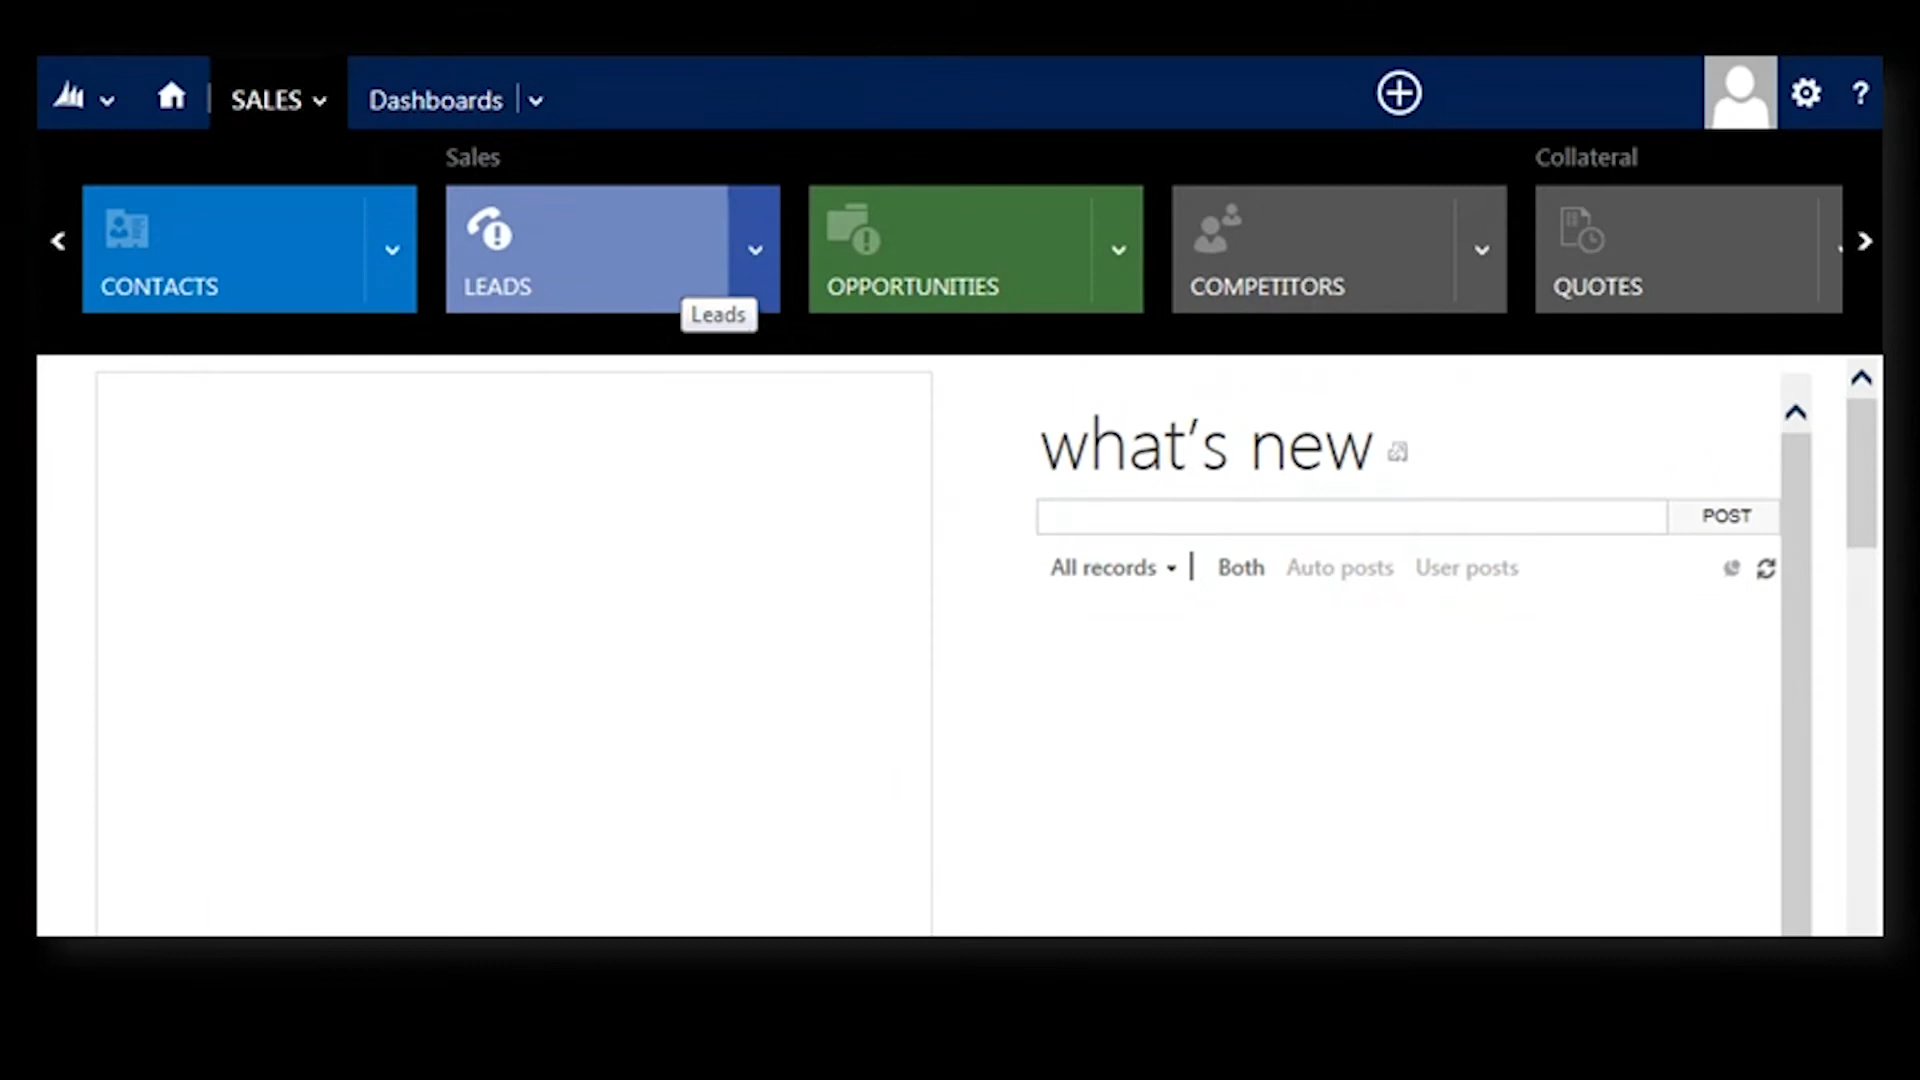 SALES
Dashboards
?
Sales
Collateral
CONTACTS
LEADS
OPPORTUNITIES
COMPETITORS
QUOTES
Leads
what's new
POST
All records
Both
Auto posts
User posts